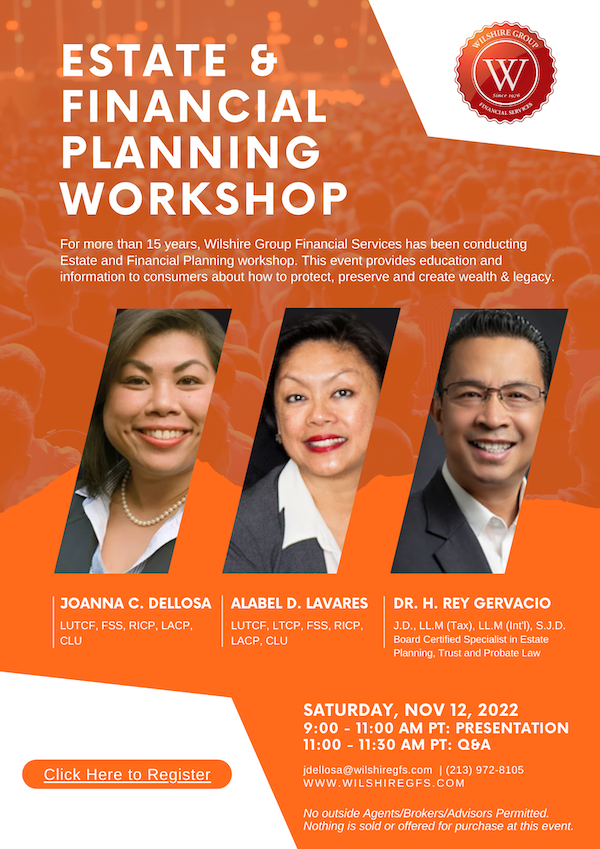 ESTATE &
FINANCIAL
PLANNING
WORKSHOP
WILSHIRE GROUP
W
since 1976
FINANCIAL SERVICES
For more than 15 years, Wilshire Group Financial Services has been conducting
Estate and Financial Planning workshop. This event provides education and
information to consumers about how to protect, preserve and create wealth & legacy.
JOANNA C. DELLOSA
LUTCF, FSS, RICP, LACP,
CLU
ALABEL D. LAVARES
LUTCF, LTCP, FSS, RICP,
LACP, CLU
DR. H. REY GERVACIO
J.D., LL.M (Tax), LL.M (Int'l), S.J.D.
Board Certified Specialist in Estate
Planning, Trust and Probate Law
SATURDAY, NOV 12, 2022
9:00 - 11:00 AM PT: PRESENTATION
11:00 - 11:30 AM PT: Q&A
Click Here to Register
jdellosa@wilshiregfs.com | (213) 972-8105
WWW.WILSHIREGFS.COM
No outside Agents/Brokers/Advisors Permitted.
Nothing is sold or offered for purchase at this event.